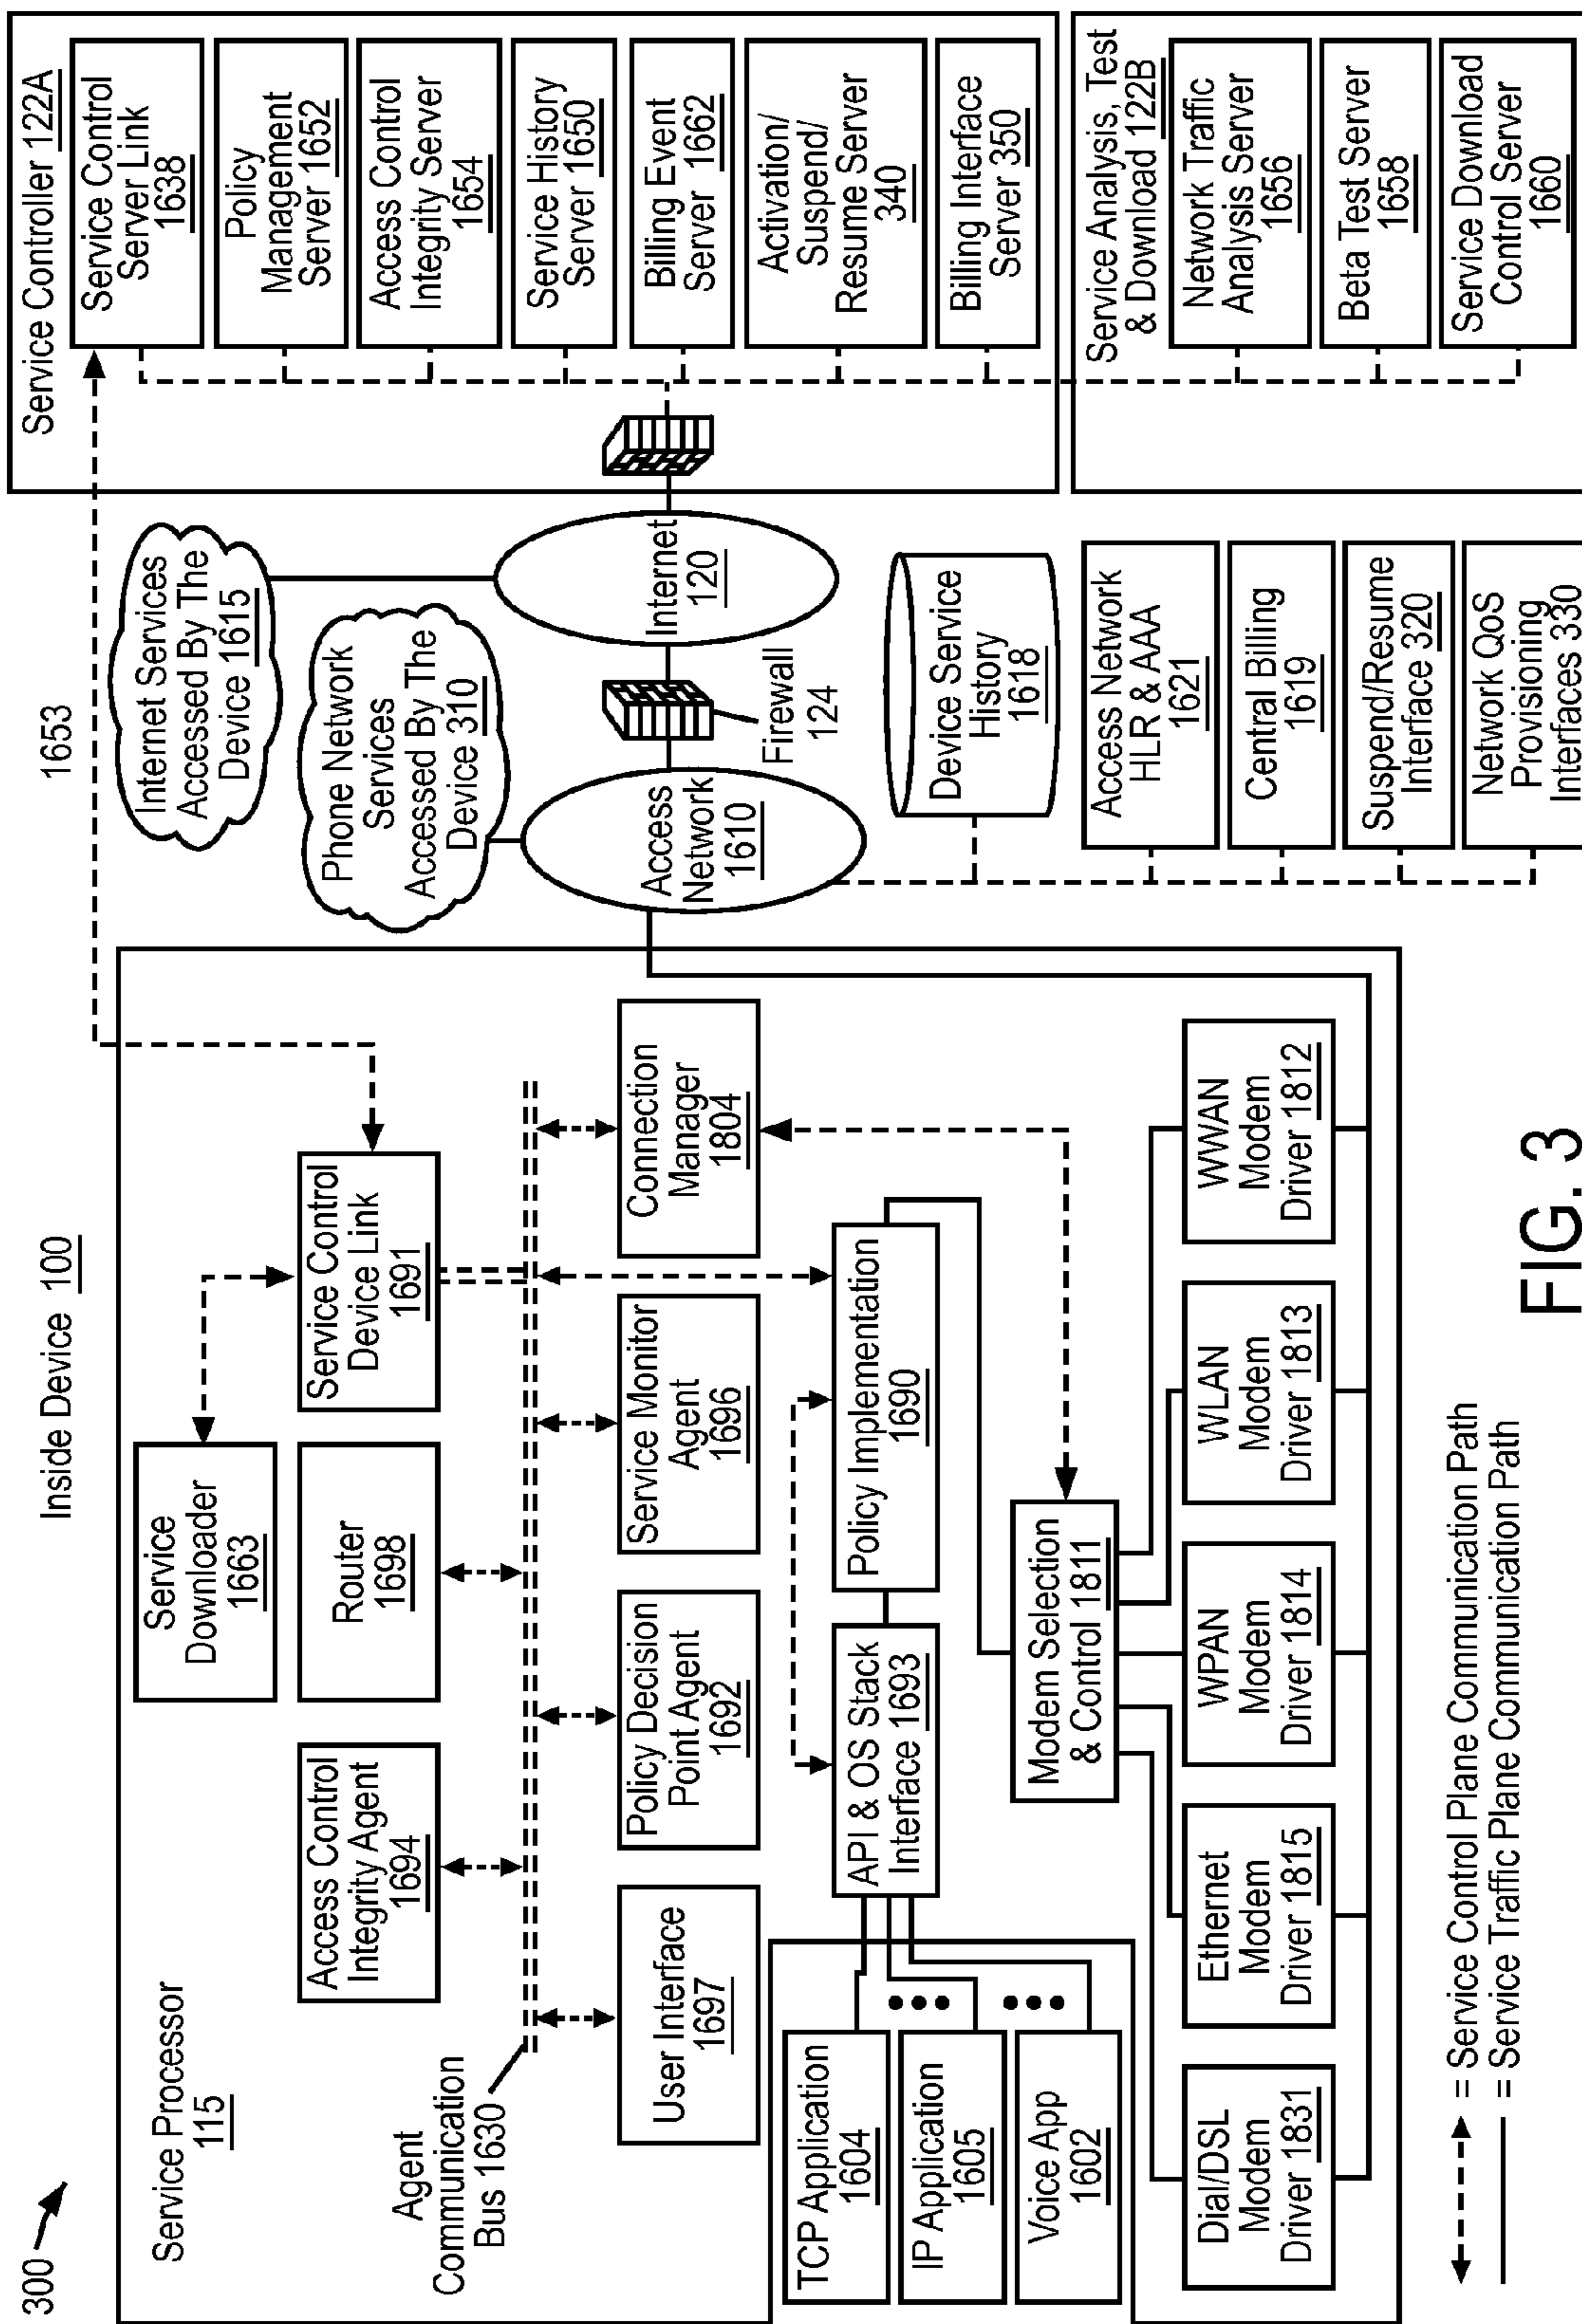 300
Inside Device 100
Service Processor
115
Service
Downloader
1663
Access Control
Integrity Agent
1694
Router
1698
Service Control
Device Link
1691
Agent
Communication
Bus 1630
User Interface
1697
Policy Decision
Point Agent
1692
Service Monitor
Agent
1696
Connection
Manager
1804
TCP Application
1604
IP Application
1605
Voice App
1602
API & OS Stack
Interface 1693
Policy Implementation
1690
Modem Selection
& Control 1811
Dial/DSL
Modem
Driver 1831
Ethernet
Modem
Driver 1815
WPAN
Modem
Driver 1814
WLAN
Modem
Driver 1813
WWAN
Modem
Driver 1812
1653
Internet Services
Accessed By The
Device 1615
Phone Network
Services
Accessed By The
Device 310
Access
Network
1610
Firewall
124
Internet
120
Device Service
History
1618
Access Network
HLR & AAA
1621
Central Billing
1619
Suspend/Resume
Interface 320
Network QoS
Provisioning
Interfaces 330
Service Controller 122A
Service Control
Server Link
1638
Policy
Management
Server 1652
Access Control
Integrity Server
1654
Service History
Server 1650
Billing Event
Server 1662
Activation/
Suspend/
Resume Server
340
Billing Interface
Server 350
Service Analysis, Test
& Download 122B
Network Traffic
Analysis Server
1656
Beta Test Server
1658
Service Download
Control Server
1660
= Service Control Plane Communication Path
= Service Traffic Plane Communication Path
FIG. 3